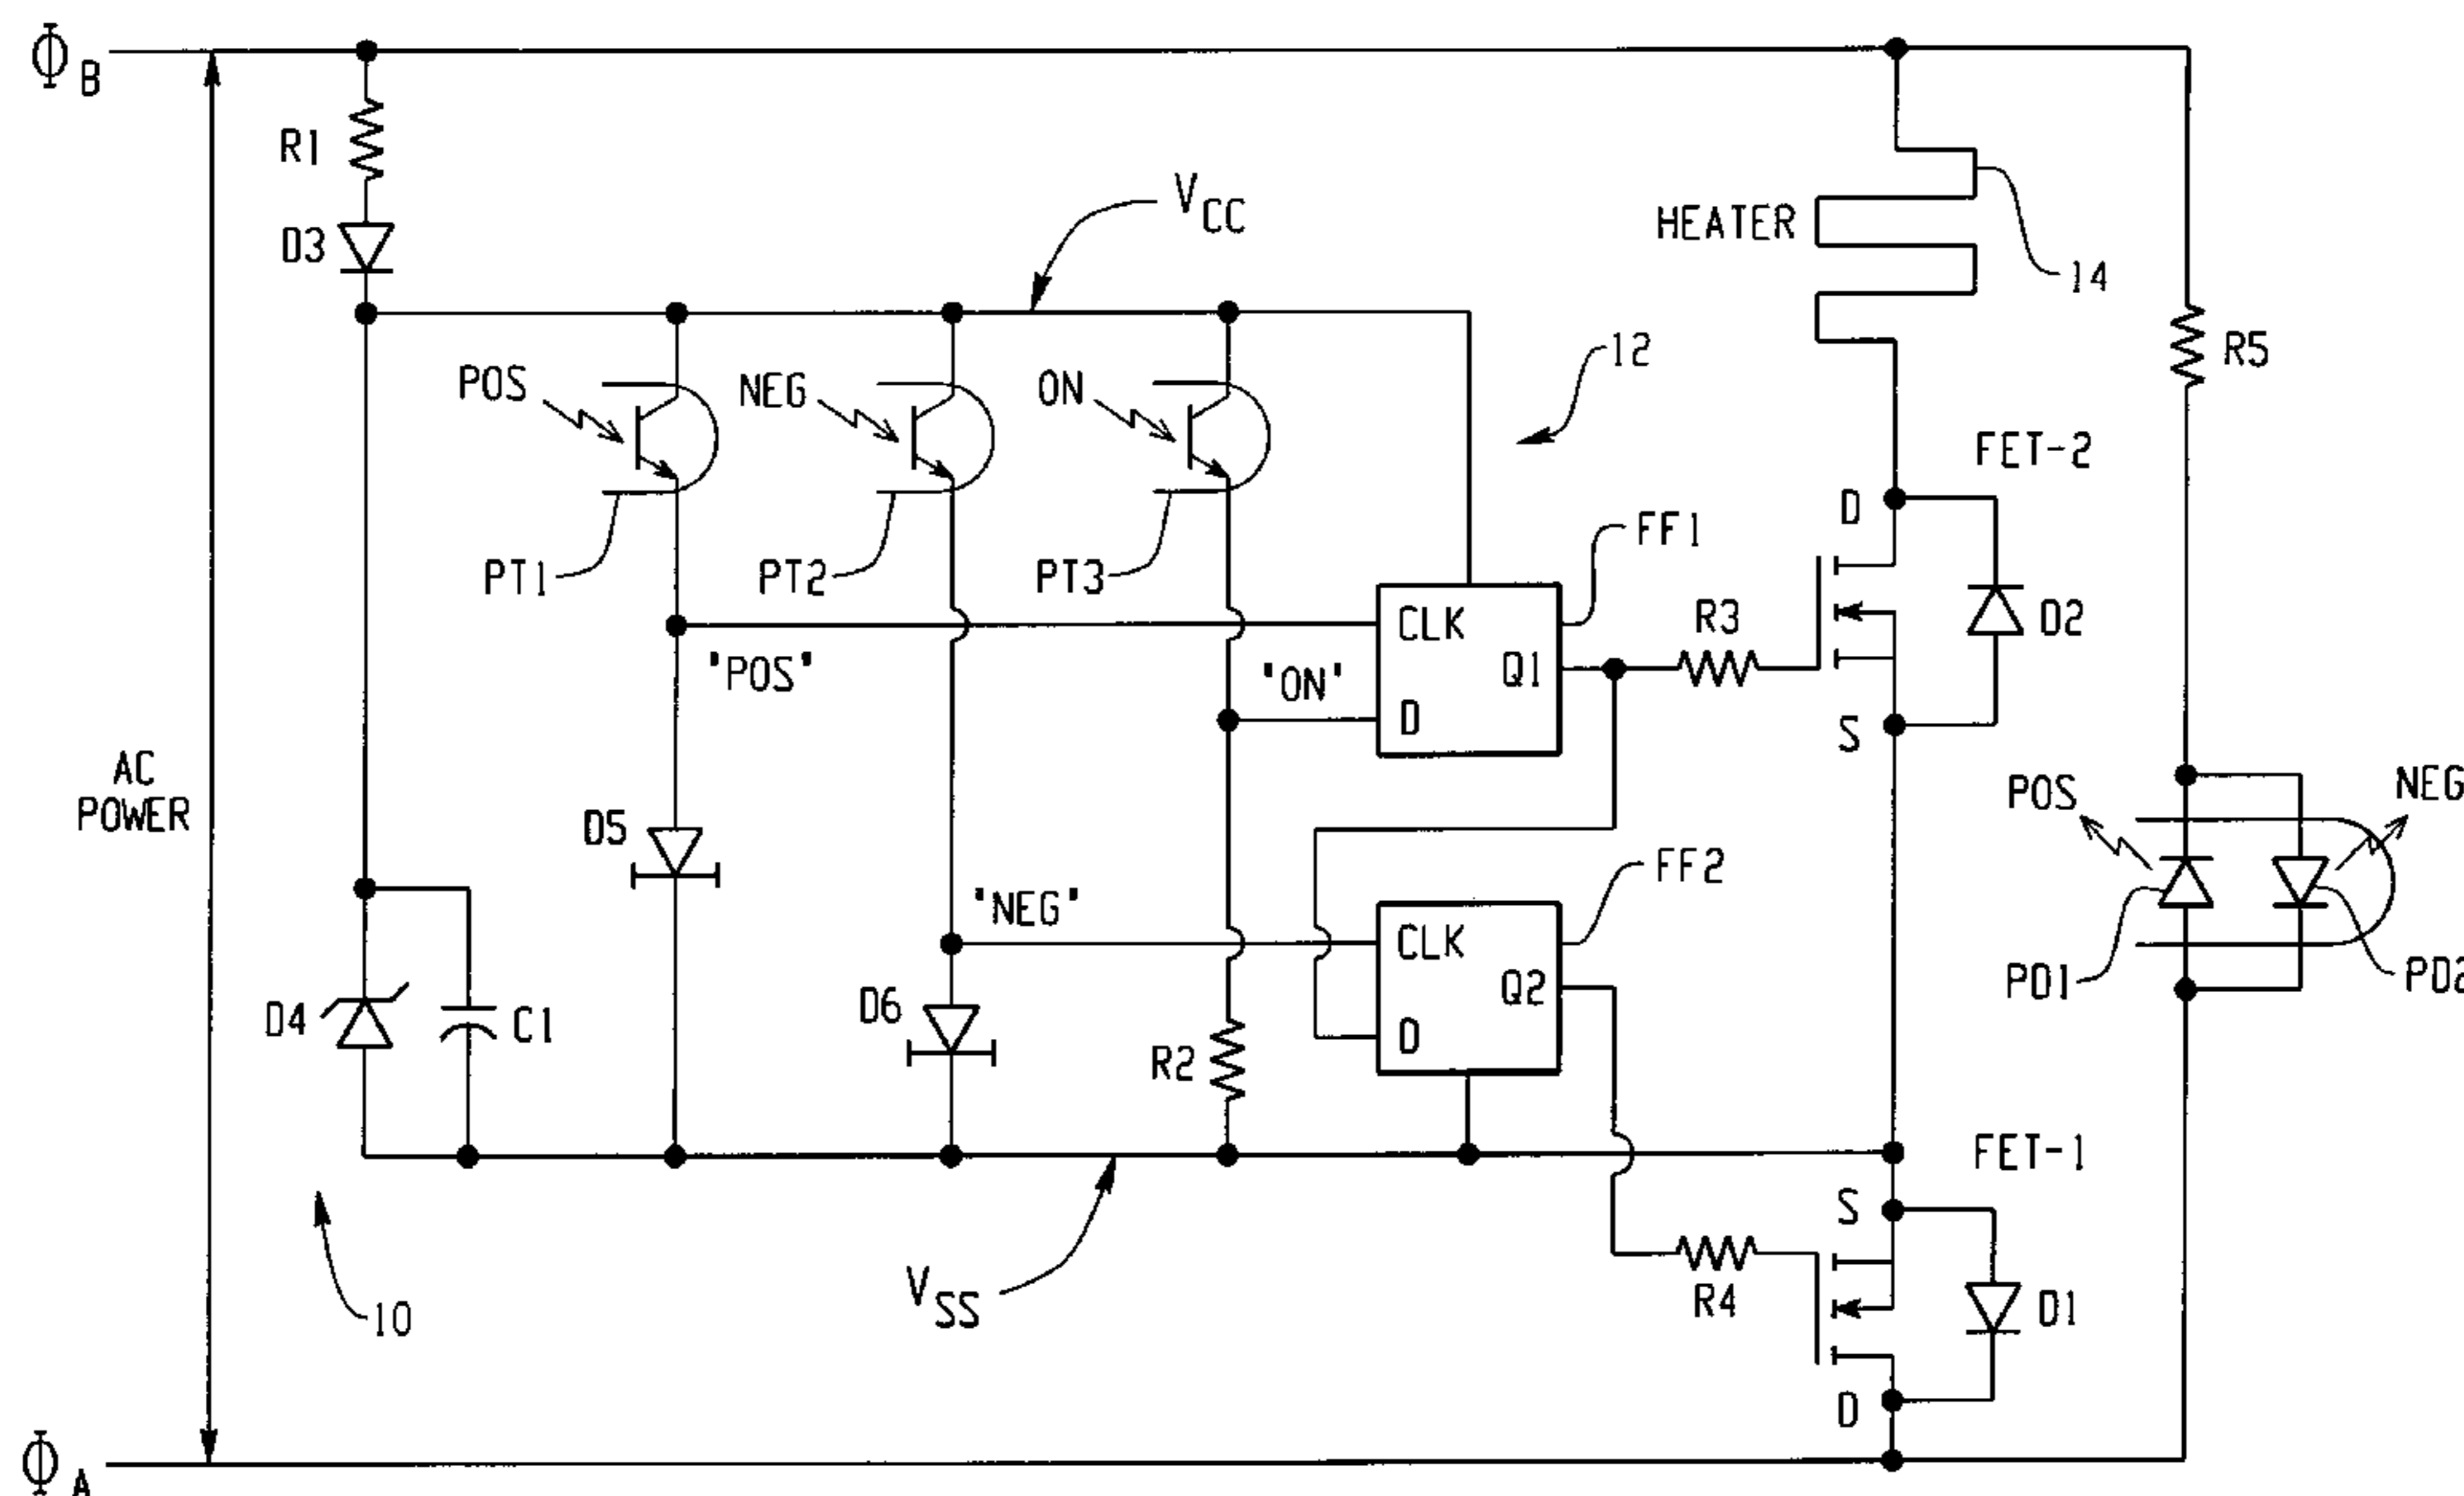 Φ B
R1
D3
V CC
HEATER
14
12
R5
POS
NEG
ON
FET-2
D
FF1
PT1
PT2
PT3
CLK
Q1
D
R3
D2
"POS"
"ON"
S
AC
POWER
D5
FF2
POS
NEG
"NEG"
CLK
Q2
D
D4
C1
D6
R2
PD1
PD2
FET-1
S
V SS
R4
D1
10
D
Φ A